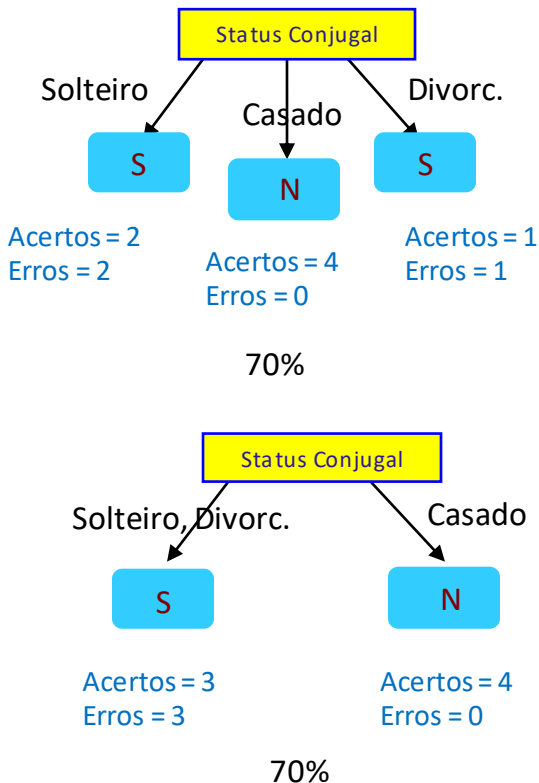 Status Conjugal
Solteiro
Casado
Divorc.
S
N
S
Acertos = 2
Erros = 2
Acertos = 4
Erros = 0
Acertos = 1
Erros = 1
70%
Status Conjugal
Solteiro, Divorc.
Casado
S
N
Acertos = 3
Erros = 3
Acertos = 4
Erros = 0
70%